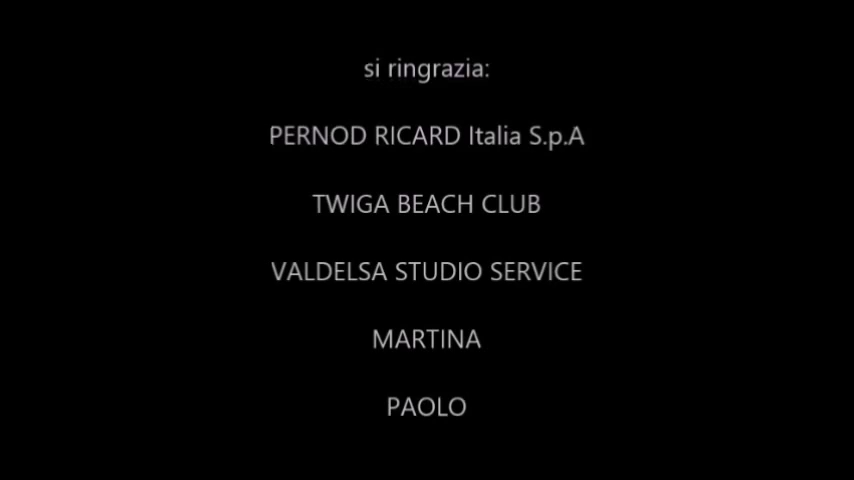 si ringrazia:
PERNOD RICARD Italia S.p.A
TWIGA BEACH CLUB
VALDELSA STUDIO SERVICE
MARTINA
PAOLO